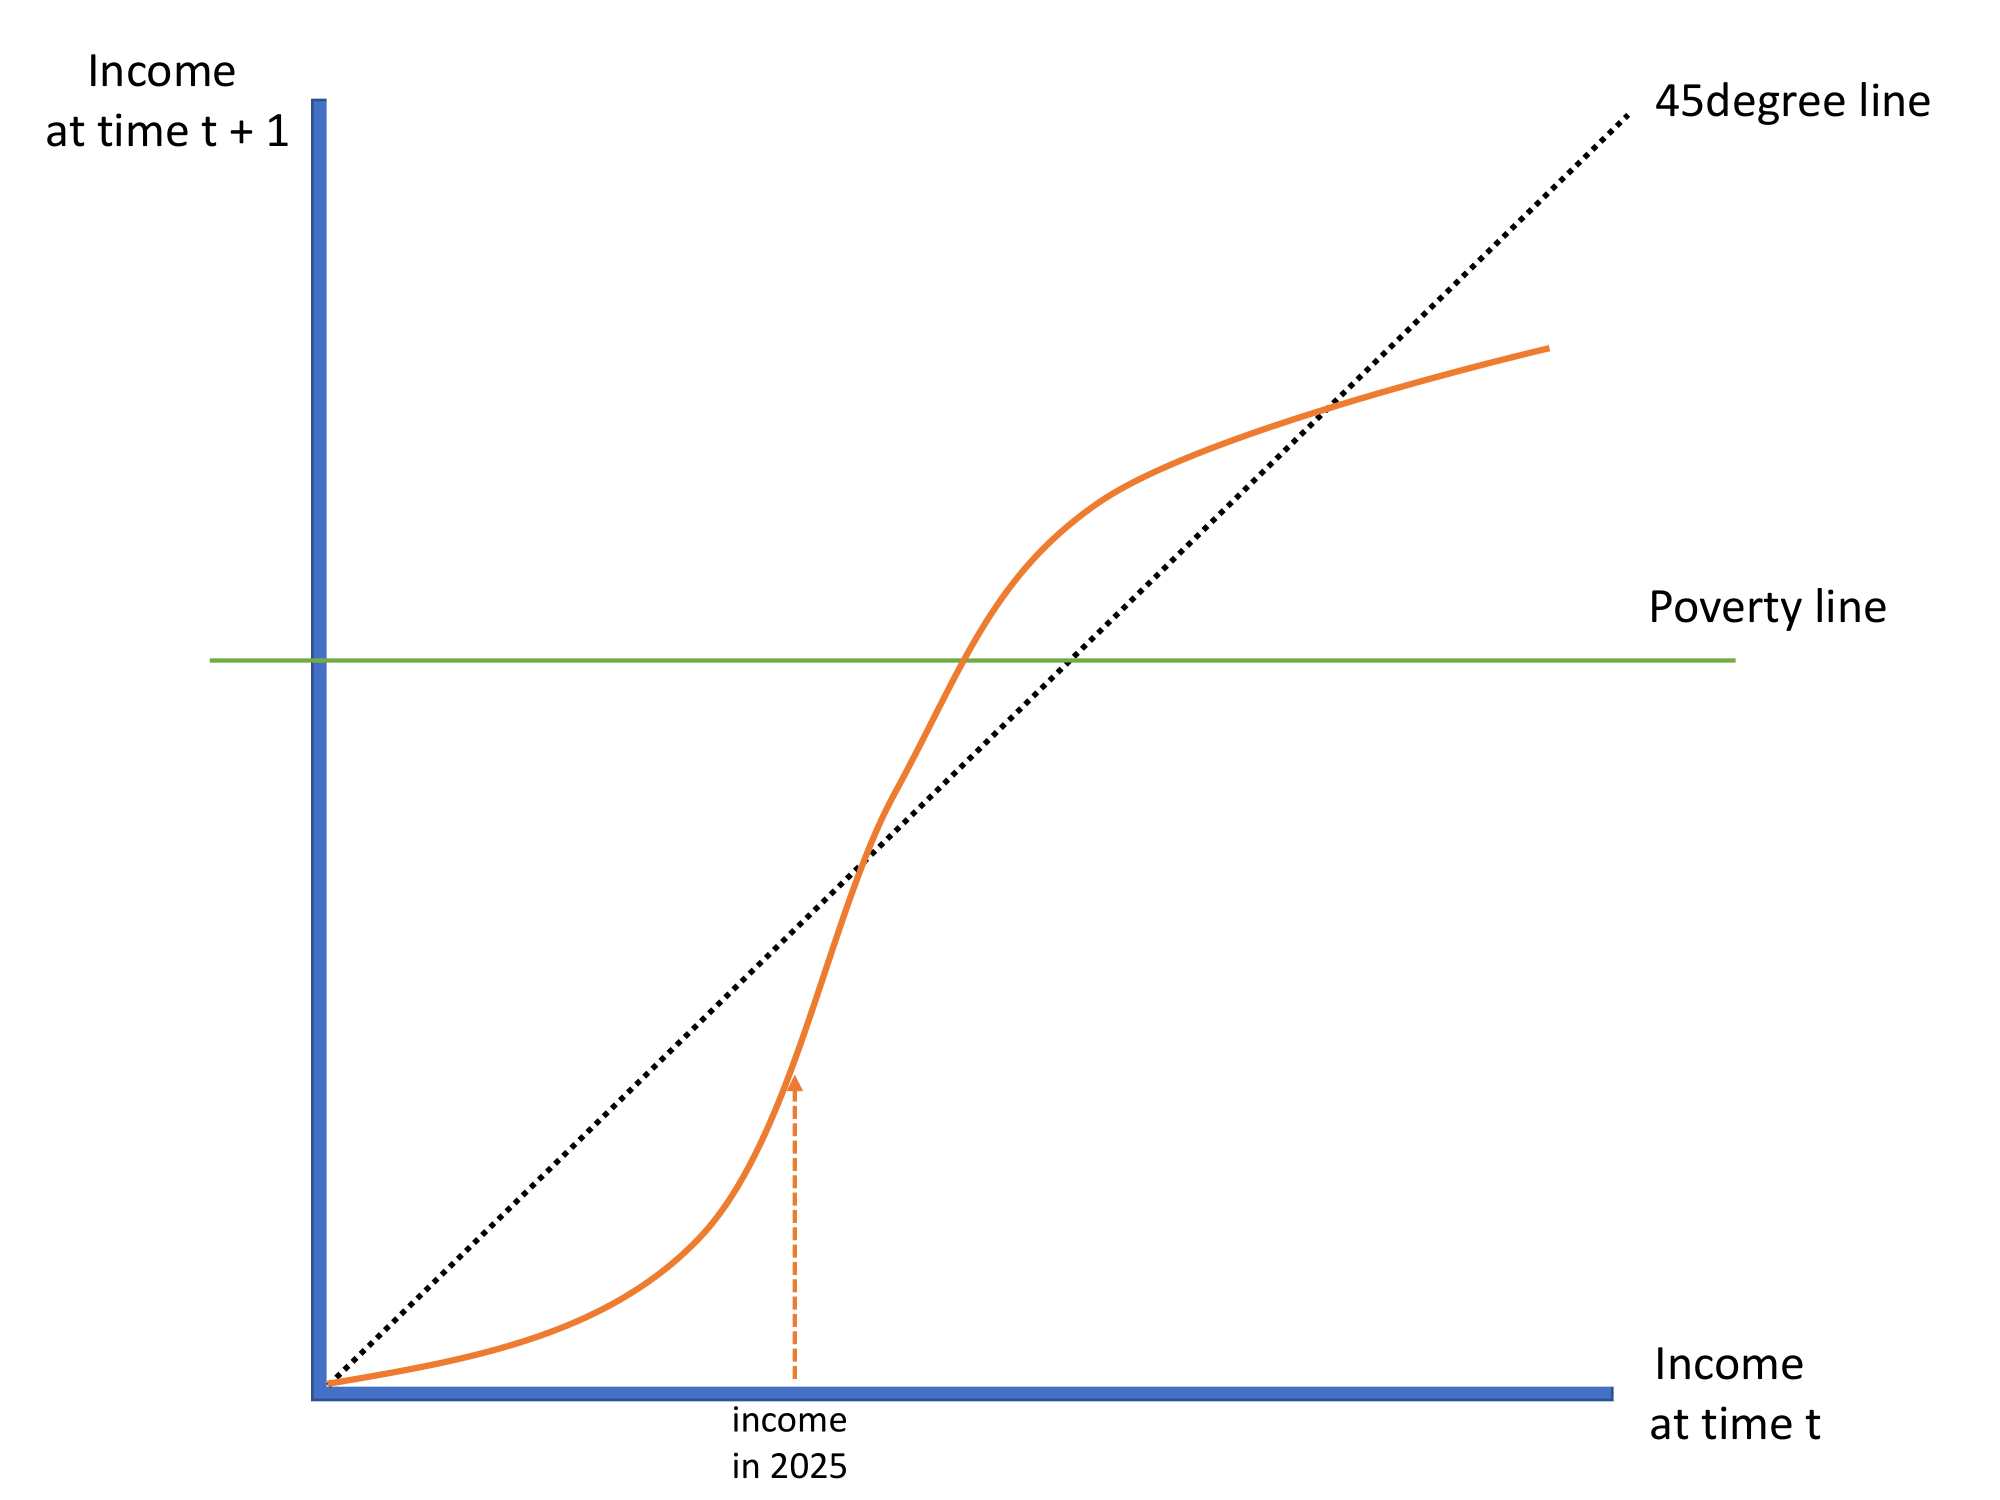 Income
at time t + 1
45degree line
Poverty line
Income
at time t
income
in 2025